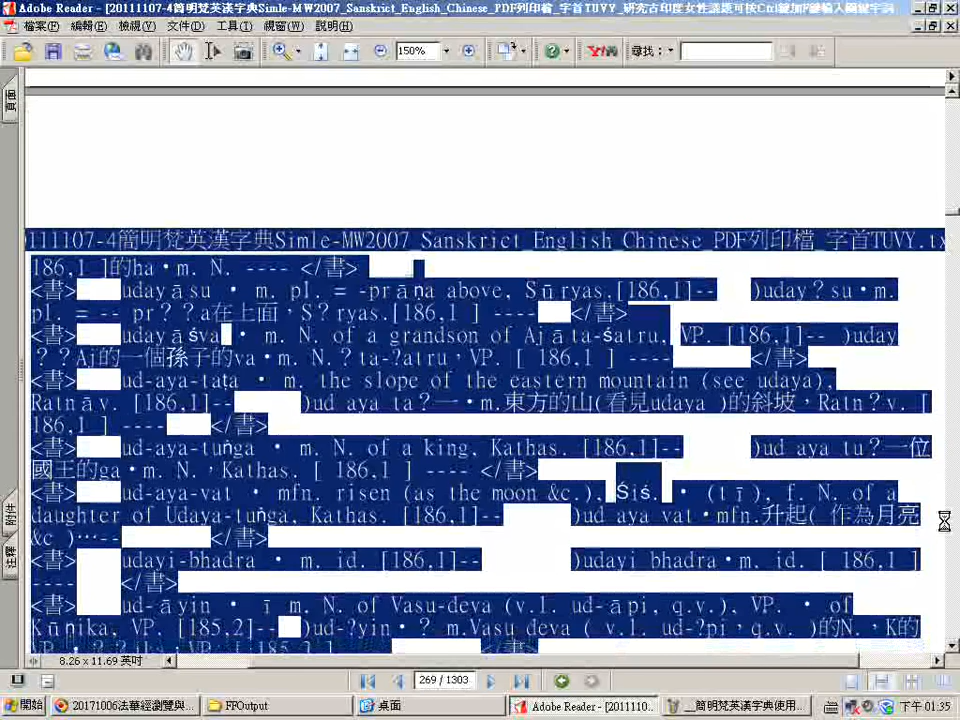 Adobe Reader - [20111107-4簡明梵英漢字典Simle-MW2007_Sanskrict_English_Chinese_PDF列印檔_字首TUVY_研究古印度女性議題可按Ctrl鍵加F鍵輸入關鍵字詞
檔案(F) 編輯(E) 檢視(V) 文件(D) 工具(T) 視窗(W) 說明(H)
150% Y! 尋找：
頁面
111107-4簡明梵英漢字典Simle-MW2007_Sanskrict_English_Chinese_PDF列印檔_字首TUVY.tx
186,1 ]的ha‧m. N. ---- </書>
<書> udayāsu ‧ m. pl. = -prāṇa above, Sūryas.[186,1]-- )uday?su‧m.
pl. = -- pr??a在上面，S?ryas.[186,1 ] ---- </書>
<書> udayāśva ‧ m. N. of a grandson of Ajāta-śatru, VP. [186,1]-- )uday
??Aj的一個孫子的va‧m. N.?ta-?atru，VP. [ 186,1 ] ---- </書>
<書> ud-aya-taṭa ‧ m. the slope of the eastern mountain (see udaya),
Ratnāv. [186,1]-- )ud aya ta?一‧m.東方的山(看見udaya )的斜坡，Ratn?v. [
186,1 ] ---- </書>
<書> ud-aya-tuṅga ‧ m. N. of a king, Kathas. [186,1]-- )ud aya tu?一位
國王的ga‧m. N.，Kathas. [ 186,1 ] ---- </書>
<書> ud-aya-vat ‧ mfn. risen (as the moon &c.), Śiś. ‧ (tī), f. N. of a
daughter of Udaya-tuṅga, Kathas. [186,1]-- )ud aya vat‧mfn.升起( 作為月亮
&c )…-- </書>
<書> udayi-bhadra ‧ m. id. [186,1]-- )udayi bhadra‧m. id. [ 186,1 ]
---- </書>
<書> ud-āyin ‧ ī m. N. of Vasu-deva (v.l. ud-āpi, q.v.), VP. ‧ of
Kūṇika, VP. [185,2]-- )ud-?yin‧? m.Vasu deva ( v.l. ud-?pi，q.v. )的N.，K的
附件
注釋
8.26 x 11.69 英吋
269 / 1303
開始 20171006法華經瀏覽與... FFOutput 桌面 Adobe Reader - [2011110... __簡明梵英字典使用... 下午 01:35